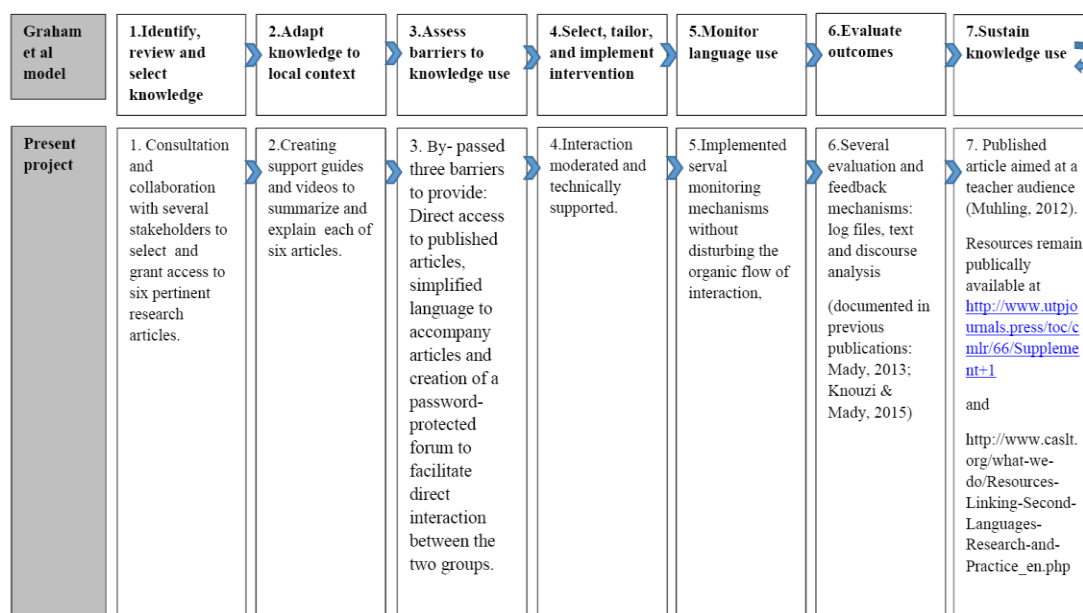 Graham
et al
model
1.Identify,
review and
select
knowledge
2.Adapt
knowledge to
local context
3.Assess
barriers to
knowledge use
4.Select, tailor,
and implement
intervention
5.Monitor
language use
6.Evaluate
outcomes
7.Sustain
knowledge use
Present
project
1. Consultation
and
collaboration
with several
stakeholders to
select and
grant access to
six pertinent
research
articles.
2.Creating
support guides
and videos to
summarize and
explain each of
six articles.
3. By- passed
three barriers
to provide:
Direct access
to published
articles,
simplified
language to
accompany
articles and
creation of a
password-
protected
forum to
facilitate
direct
interaction
between the
two groups.
4.Interaction
moderated and
technically
supported.
5.Implemented
serval
monitoring
mechanisms
without
disturbing the
organic flow of
interaction,
6.Several
evaluation and
feedback
mechanisms:
log files, text
and discourse
analysis
(documented in
previous
publications:
Mady, 2013;
Knouzi &
Mady, 2015)
7. Published
article aimed at a
teacher audience
(Muhling, 2012).
Resources remain
publically
available at
http://www.utpjo
urnals.press/toc/c
mlr/66/Suppleme
nt+1
and
http://www.caslt.
org/what-we-
do/Resources-
Linking-Second-
Languages-
Research-and-
Practice_en.php